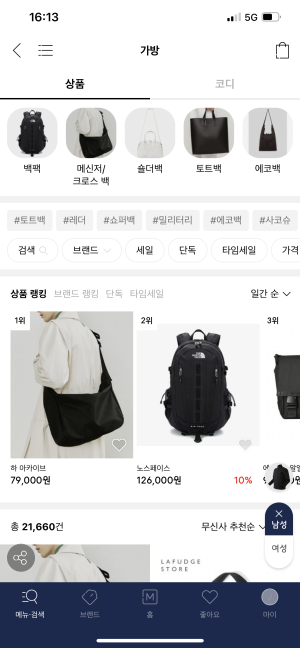 16:13
5G
가방
상품
코디
백팩
메신저/
크로스 백
숄더백
토트백
에코백
#토트백
#레더
#쇼퍼백
#밀리터리
#에코백
#사코슈
검색
브랜드
세일
단독
타임세일
가격
상품 랭킹
브랜드 랭킹
단독
타임세일
일간 순
1위
2위
3위
하 아카이브
79,000원
노스페이스
126,000원
10%
총 21,660건
무신사 추천순
남성
여성
LAFUDGE
STORE
메뉴·검색
브랜드
M
홈
좋아요
마이